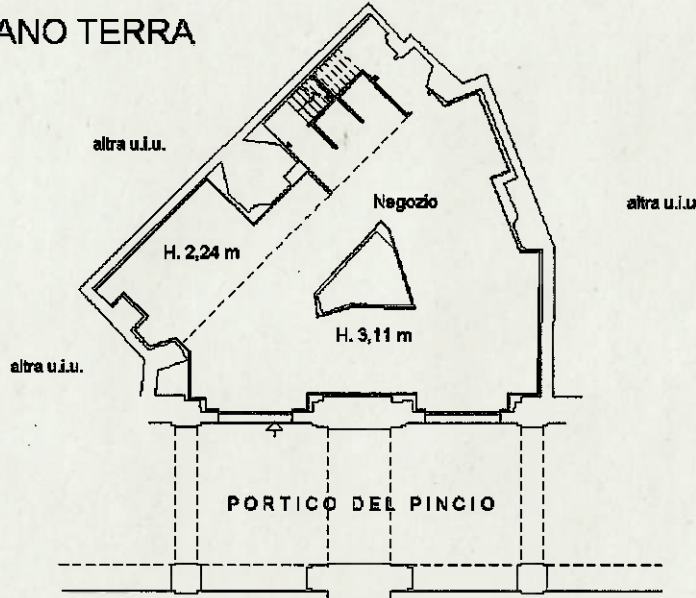 ANO TERRA
altra u.i.u.
Negozio
altra u.i.u
H. 2,24 m
H. 3,11 m
altra u.i.u.
PORTICO DEL PINCIO